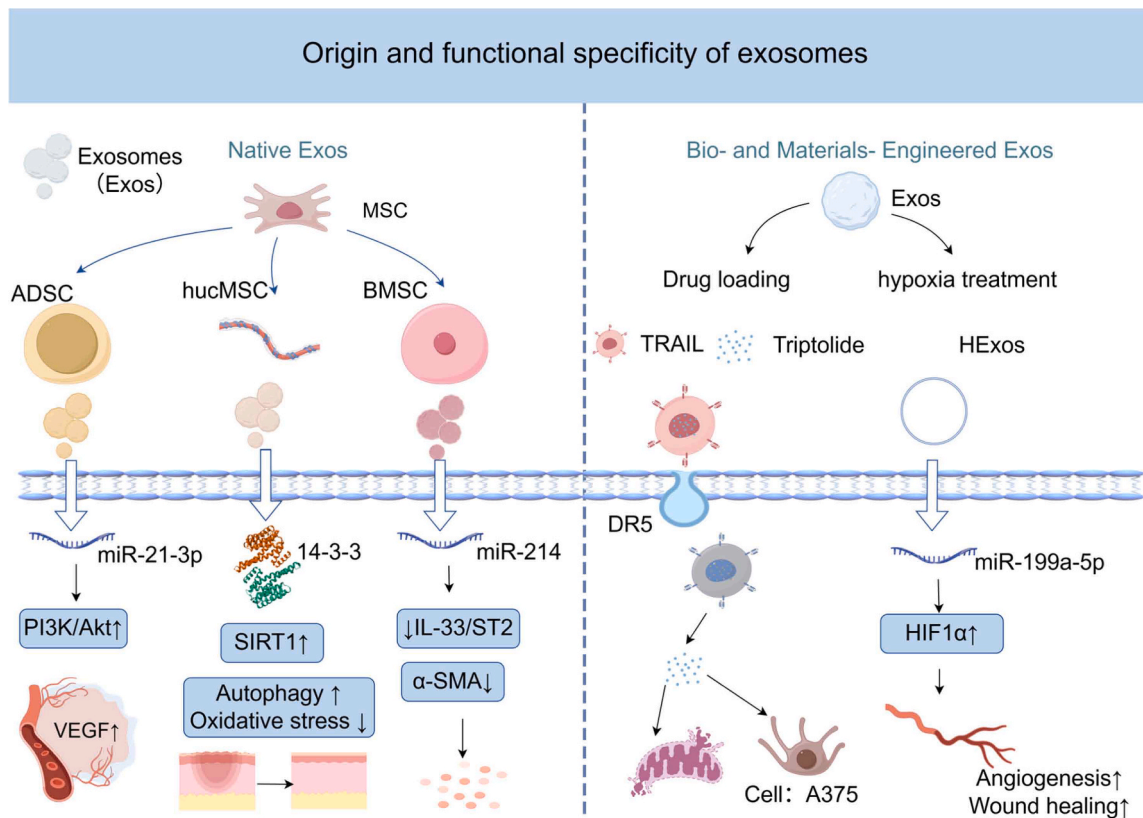 Origin and functional specificity of exosomes
Exosomes
（Exos）
Native Exos
MSC
ADSC
hucMSC
BMSC
miR-21-3p
14-3-3
miR-214
PI3K/Akt↑
SIRT1↑
↓IL-33/ST2
VEGF↑
Autophagy ↑
Oxidative stress ↓
α-SMA↓
Bio- and Materials- Engineered Exos
Exos
Drug loading
hypoxia treatment
TRAIL
Triptolide
HExos
DR5
miR-199a-5p
HIF1α↑
Cell：A375
Angiogenesis↑
Wound healing↑